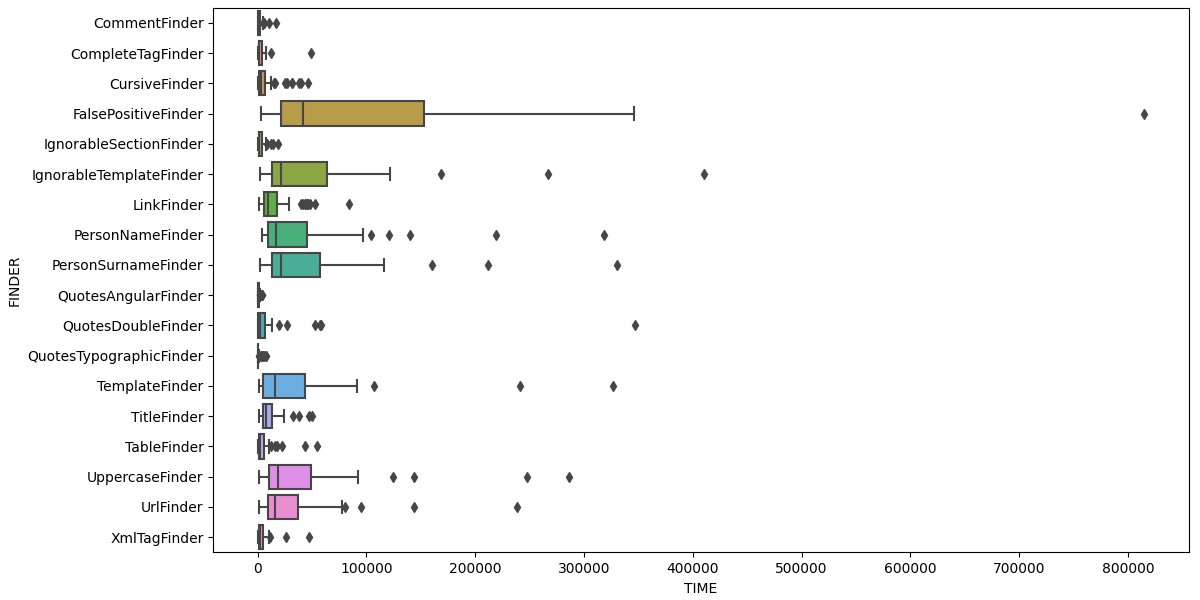 CommentFinder
CompleteTagFinder
CursiveFinder
FalsePositiveFinder
IgnorableSectionFinder
IgnorableTemplateFinder
LinkFinder
PersonNameFinder
PersonSurnameFinder
QuotesAngularFinder
QuotesDoubleFinder
QuotesTypographicFinder
TemplateFinder
TitleFinder
TableFinder
UppercaseFinder
UrlFinder
XmlTagFinder
FINDER
0 100000 200000 300000 400000 500000 600000 700000 800000
TIME